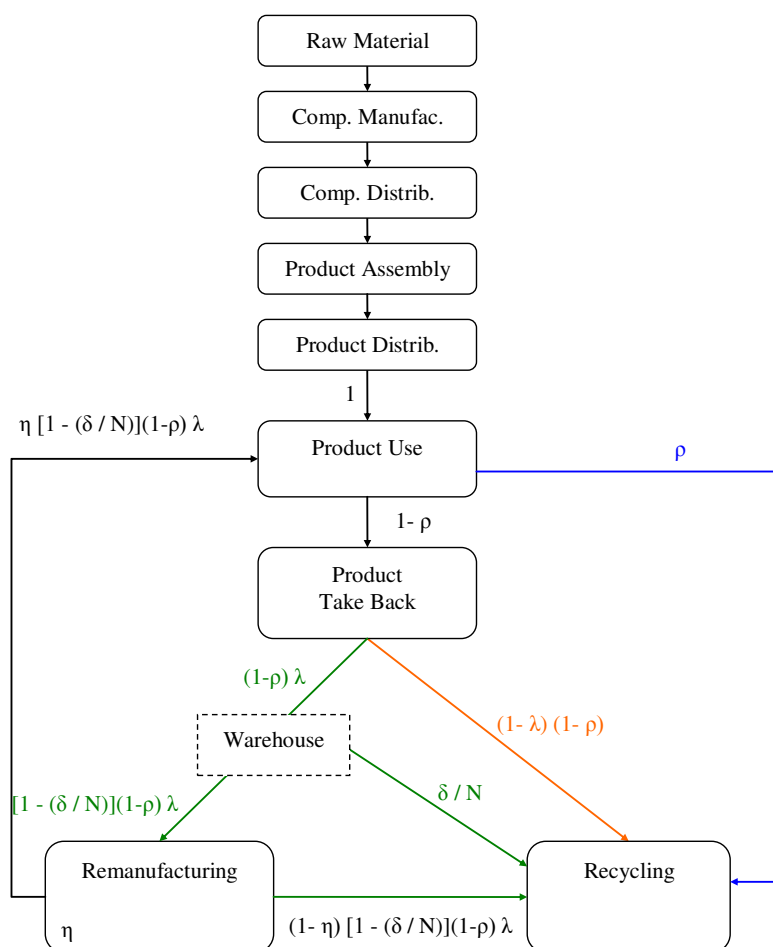 Raw Material
Comp. Manufac.
Comp. Distrib.
Product Assembly
Product Distrib.
1
η [1 - (δ / N)](1-ρ) λ
Product Use
ρ
1- ρ
Product
Take Back
(1-ρ) λ
(1- λ) (1- ρ)
Warehouse
[1 - (δ / N)](1-ρ) λ
δ / N
Remanufacturing
Recycling
η
(1- η) [1 - (δ / N)](1-ρ) λ